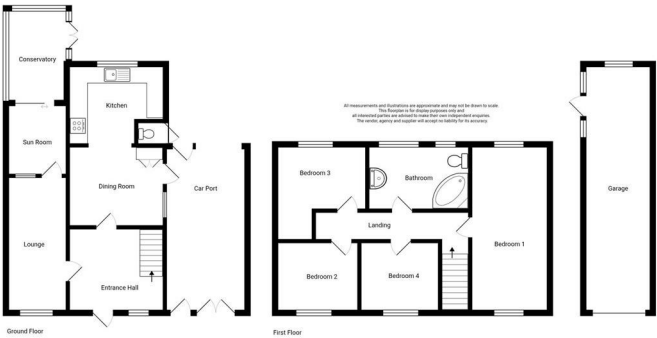 Conservatory
Kitchen
Sun Room
Dining Room
Car Port
Lounge
Entrance Hall
Ground Floor
All measurements and illustrations are approximate and may not be drawn to scale.
This floorplan is for display purposes only and
all interested parties are advised to make their own independent enquiries.
The vendor, agency and supplier will accept no liability for its accuracy.
Bedroom 3
Bathroom
Landing
Bedroom 1
Bedroom 2
Bedroom 4
First Floor
Garage